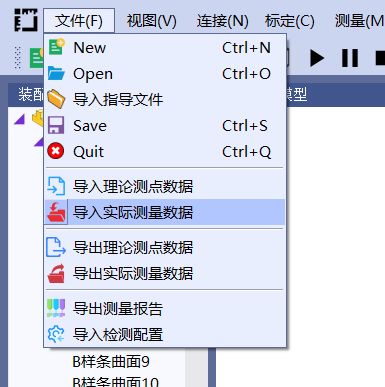 文件(F) 视图(V) 连接(N) 标定(C) 测量(M
New Ctrl+N
Open Ctrl+O
导入指导文件
Save Ctrl+S
Quit Ctrl+Q
导入理论测点数据
导入实际测量数据
导出理论测点数据
导出实际测量数据
导出测量报告
导入检测配置
装配 模型
B样条曲面9
B样条曲面10